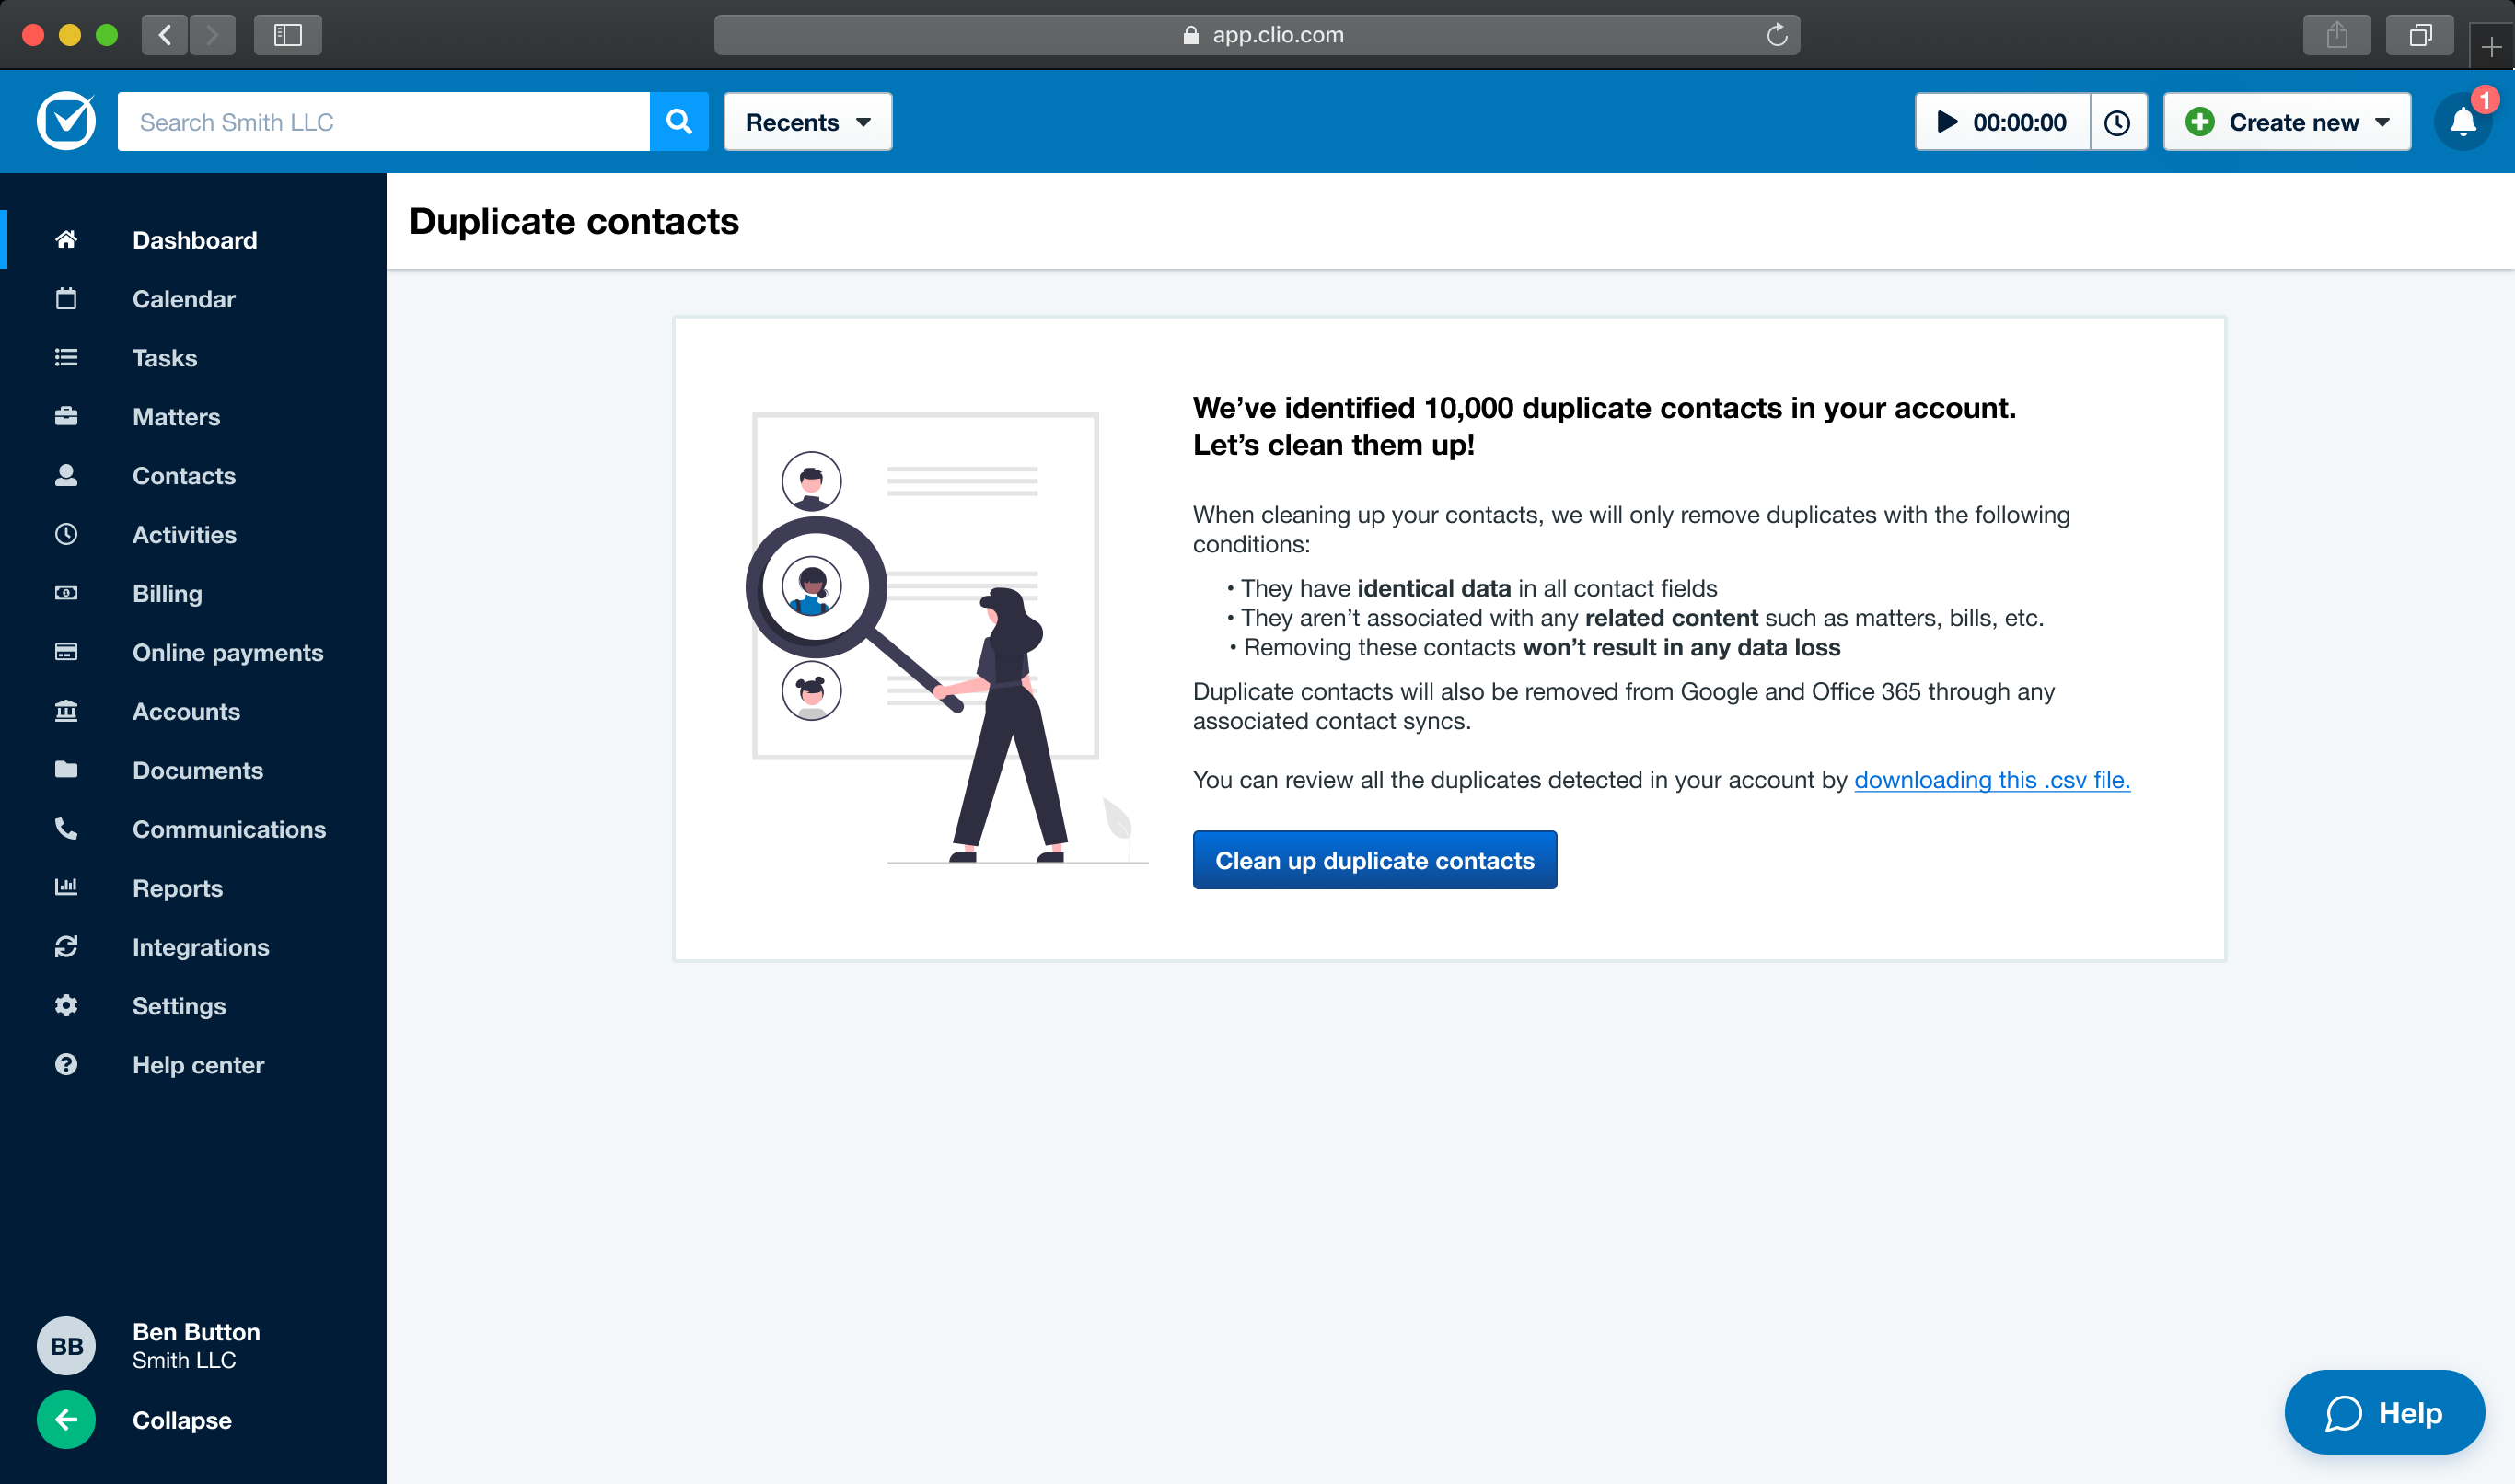 app.clio.com
Search Smith LLC
Recents
00:00:00
Create new
1
Dashboard
Calendar
Tasks
Matters
Contacts
Activities
Billing
Online payments
Accounts
Documents
Communications
Reports
Integrations
Settings
Help center
BB
Ben Button
Smith LLC
Collapse
Duplicate contacts
We’ve identified 10,000 duplicate contacts in your account.
Let’s clean them up!
When cleaning up your contacts, we will only remove duplicates with the following
conditions:
• They have identical data in all contact fields
• They aren’t associated with any related content such as matters, bills, etc.
• Removing these contacts won’t result in any data loss
Duplicate contacts will also be removed from Google and Office 365 through any
associated contact syncs.
You can review all the duplicates detected in your account by downloading this .csv file.
Clean up duplicate contacts
Help